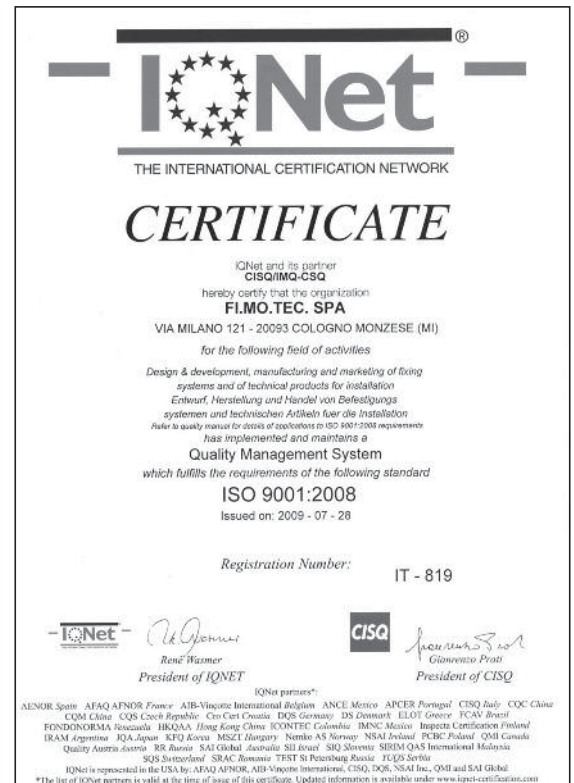 ®
IQNet
THE INTERNATIONAL CERTIFICATION NETWORK
CERTIFICATE
IQNet and its partner
CISQ/IMQ-CSQ
hereby certify that the organization
FI.MO.TEC. SPA
VIA MILANO 121 - 20093 COLOGNO MONZESE (MI)
for the following field of activities
Design & development, manufacturing and marketing of fixing
systems and of technical products for installation
Entwurf, Herstellung und Handel von Befestigungs
systemen und technischen Artikeln fuer die Installation
Refer to quality manual for details of applications to ISO 9001:2008 requirements
has implemented and maintains a
Quality Management System
which fulfills the requirements of the following standard
ISO 9001:2008
Issued on: 2009 - 07 - 28
Registration Number:
IT - 819
IQNet
CISQ
René Wasmer
President of IQNET
Gianrenzo Prati
President of CISQ
IQNet partners*:
AENOR Spain AFAQ AFNOR France AIB-Vinçotte International Belgium ANCE Mexico APCER Portugal CISQ Italy CQC China
CQM China CQS Czech Republic Cro Cert Croatia DQS Germany DS Denmark ELOT Greece FCAV Brazil
FONDONORMA Venezuela HKQAA Hong Kong China ICONTEC Colombia IMNC Mexico Inspecta Certification Finland
IRAM Argentina JQA Japan KFQ Korea MSZT Hungary Nemko AS Norway NSAI Ireland PCBC Poland QMI Canada
Quality Austria Austria RR Russia SAI Global Australia SII Israel SIQ Slovenia SIRIM QAS International Malaysia
SQS Switzerland SRAC Romania TEST St Petersburg Russia YUQS Serbia
IQNet is represented in the USA by: AFAQ AFNOR, AIB-Vinçotte International, CISQ, DQS, NSAI Inc., QMI and SAI Global
*The list of IQNet partners is valid at the time of issue of this certificate. Updated information is available under www.iqnet-certification.com